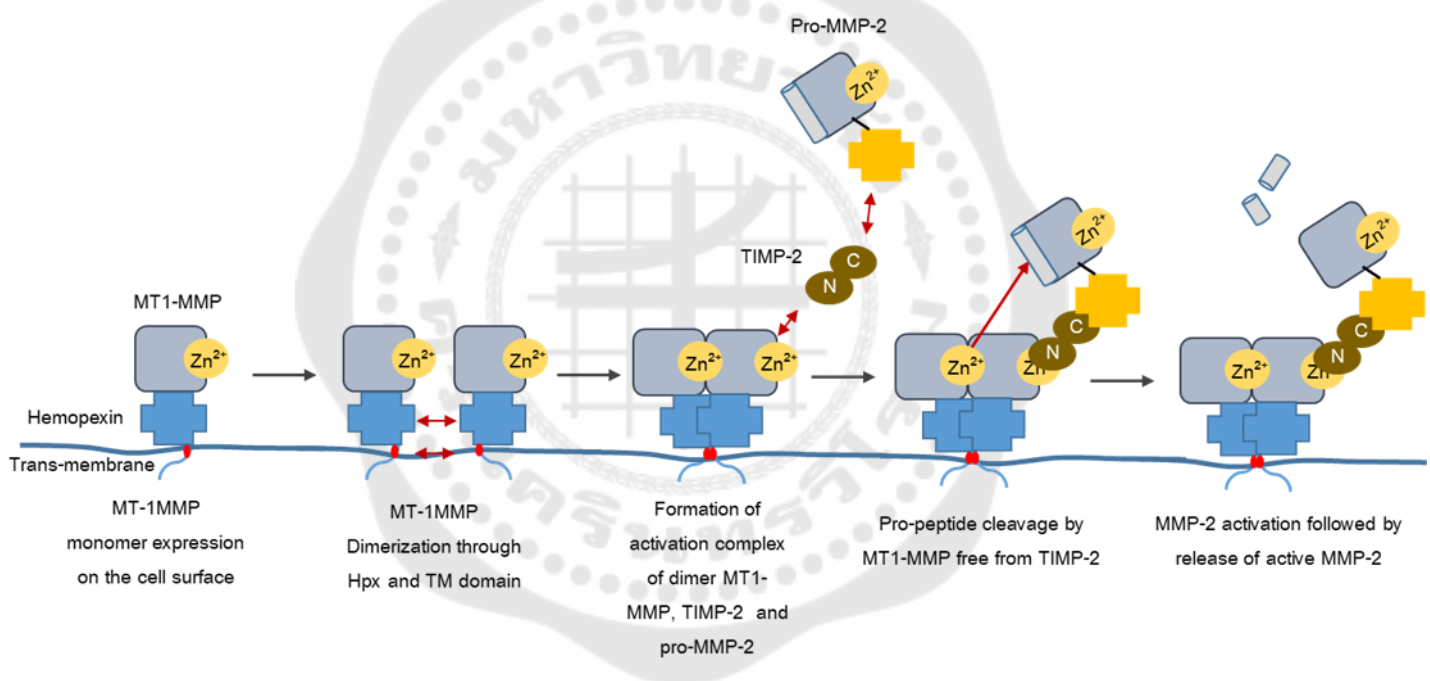 Pro-MMP-2
Zn2+
TIMP-2
C
N
Zn2+
Zn2+
C
N
C
N
MT1-MMP
Zn2+
Zn2+
Zn2+
Zn2+
Zn2+
Zn2+
Zn
Zn2+
Zn
Hemopexin
Trans-membrane
MT-1MMP
monomer expression
on the cell surface
MT-1MMP
Dimerization through
Hpx and TM domain
Formation of
activation complex
of dimer MT1-
MMP, TIMP-2 and
pro-MMP-2
Pro-peptide cleavage by
MT1-MMP free from TIMP-2
MMP-2 activation followed by
release of active MMP-2